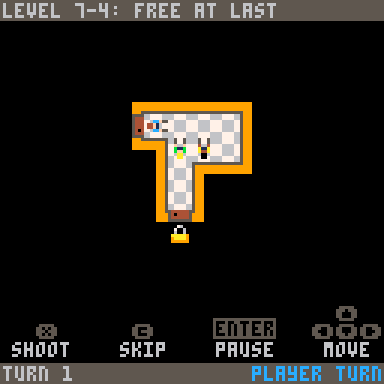 LEVEL 7-4: FREE AT LAST
X C ENTER
SHOOT SKIP PAUSE MOVE
TURN 1 PLAYER TURN